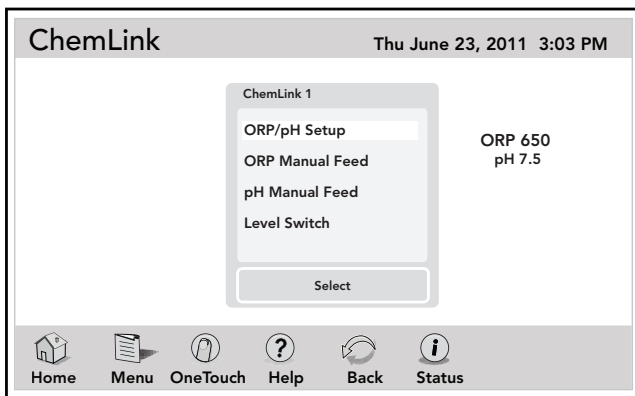 ChemLink
Thu June 23, 2011 3:03 PM
ChemLink 1
ORP/pH Setup
ORP Manual Feed
pH Manual Feed
Level Switch
Select
ORP 650
pH 7.5
?
i
Home Menu OneTouch Help Back Status